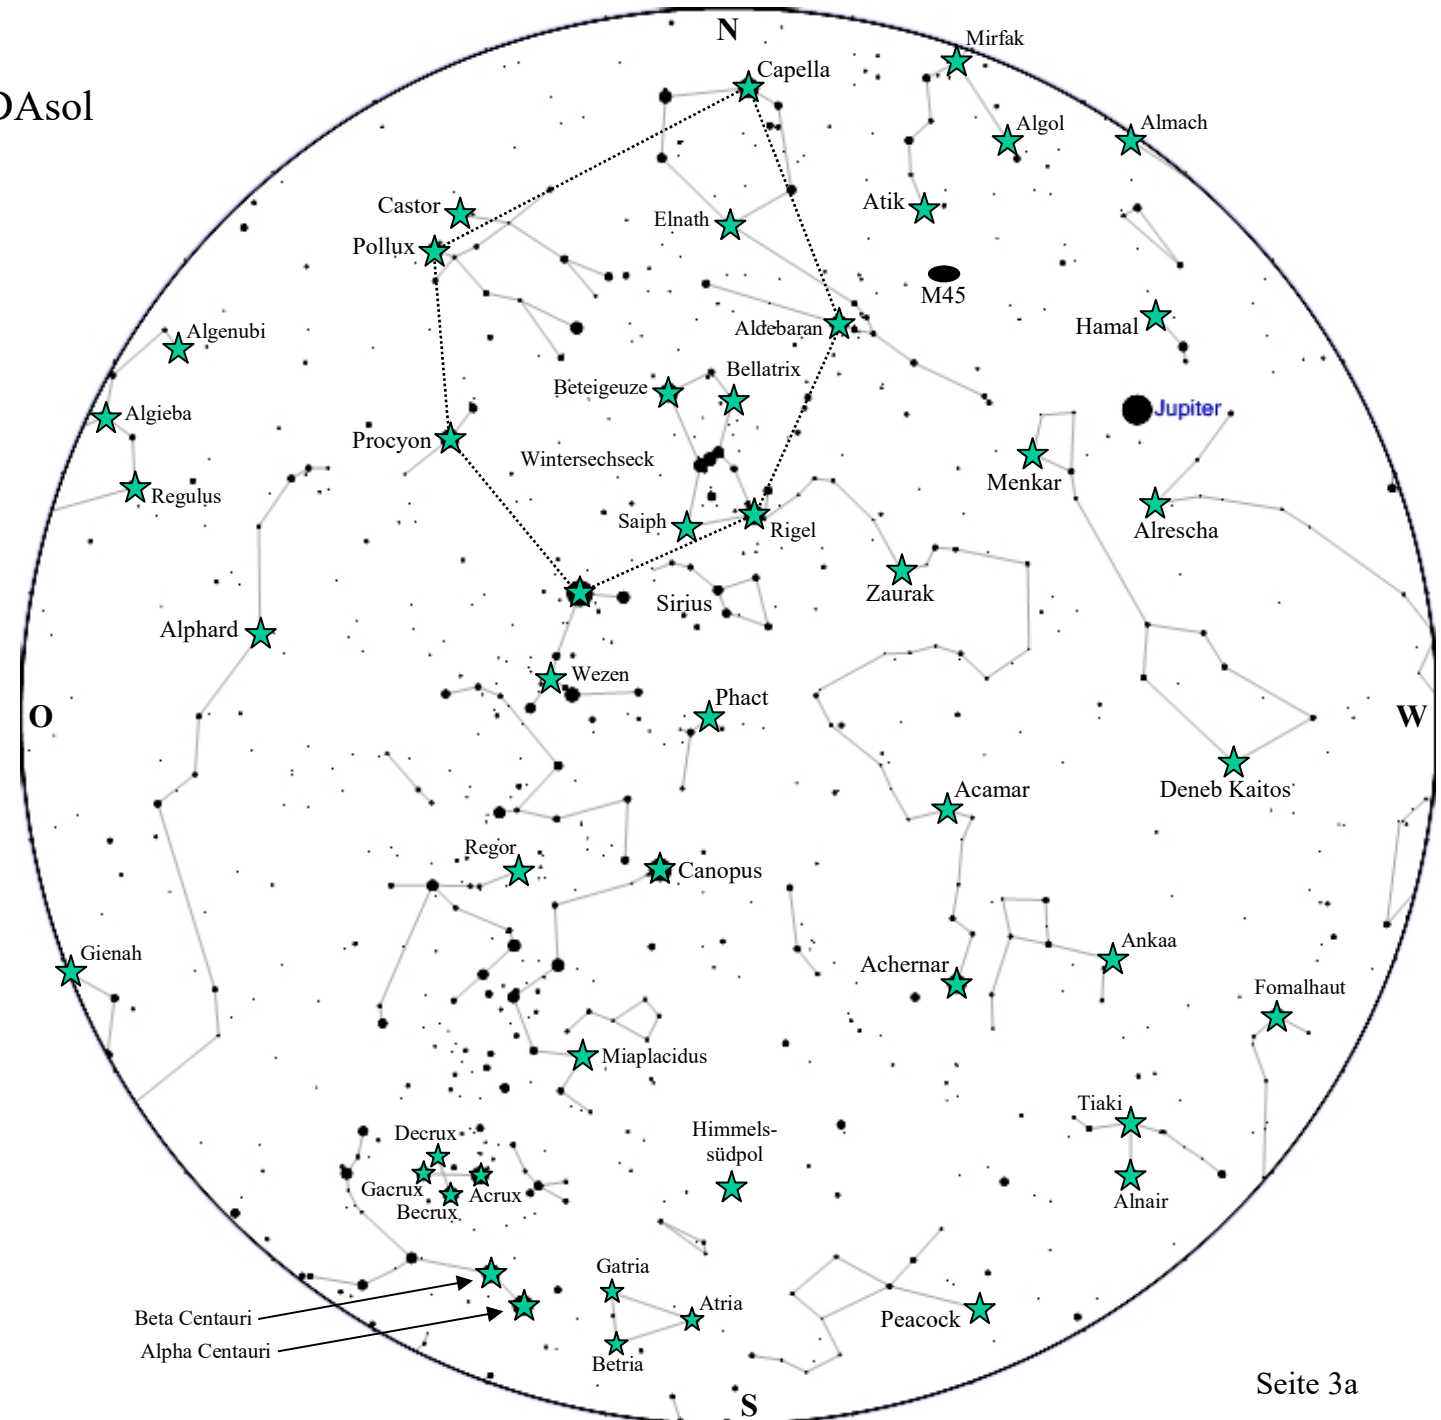 N
Mirfak
Capella
DAsol
Algol
Almach
Castor
Atik
Elnath
Pollux
M45
Hamal
Algenubi
Aldebaran
Bellatrix
Beteigeuze
Jupiter
Algieba
Procyon
Wintersechseck
Menkar
Regulus
Saiph
Rigel
Alrescha
Sirius
Zaurak
Alphard
Wezen
Phact
O
W
Acamar
Deneb Kaitos
Regor
Canopus
Gienah
Ankaa
Achernar
Fomalhaut
Miaplacidus
Tiaki
Himmels-
südpol
Decrux
Gacrux
Acrux
Becrux
Alnair
Gatria
Atria
Beta Centauri
Peacock
Alpha Centauri
Betria
Seite 3a
S